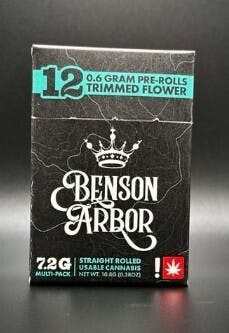 12 0.6 GRAM PRE-ROLLS
TRIMMED FLOWER
BENSON
ARBOR
7.2G STRAIGHT ROLLED
MULTI-PACK USABLE CANNABIS
NET WT. 10.8G (0.38OZ)
!